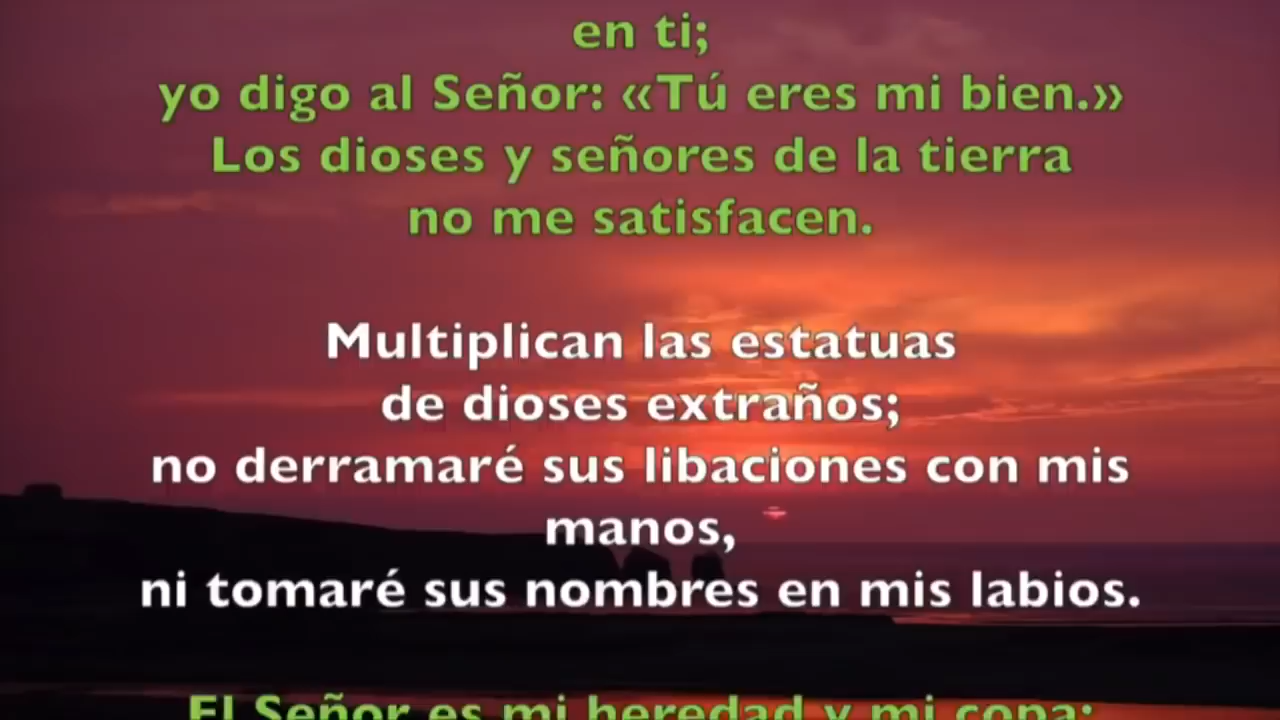 en ti;
yo digo al Señor: «Tú eres mi bien.»
Los dioses y señores de la tierra
no me satisfacen.
Multiplican las estatuas
de dioses extraños;
no derramaré sus libaciones con mis
manos,
ni tomaré sus nombres en mis labios.
El Señor es mi heredad y mi copa;